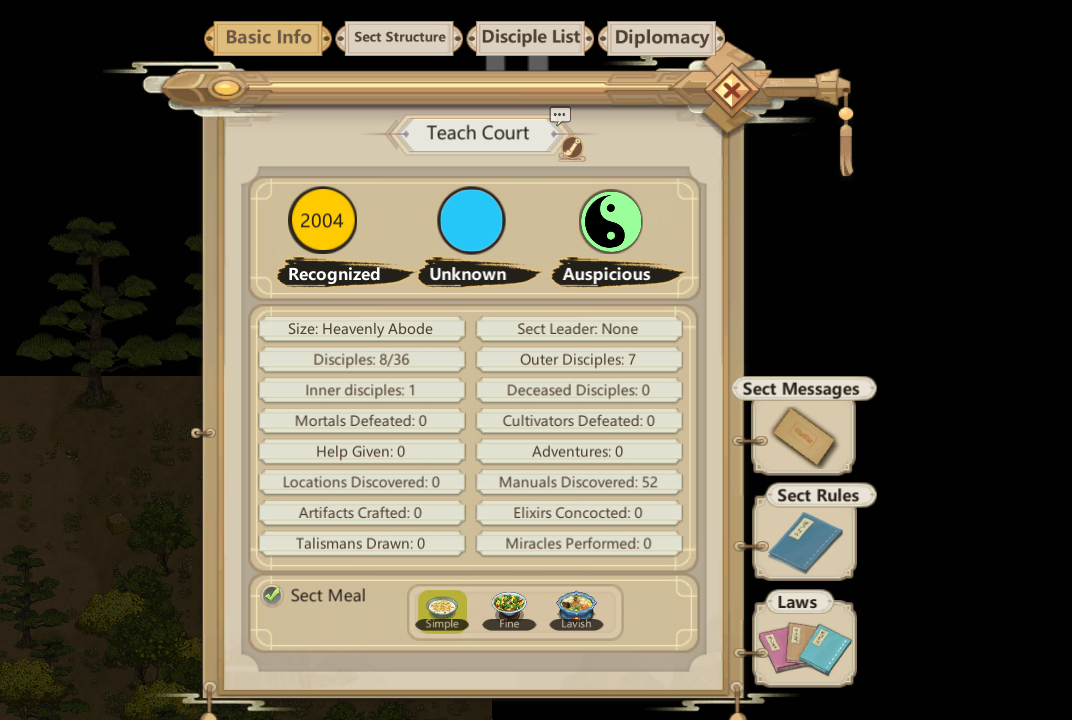 Basic Info
Sect Structure
Disciple List
Diplomacy
Teach Court
2004
Recognized
Unknown
Auspicious
Size: Heavenly Abode
Sect Leader: None
Disciples: 8/36
Outer Disciples: 7
Inner disciples: 1
Deceased Disciples: 0
Mortals Defeated: 0
Cultivators Defeated: 0
Help Given: 0
Adventures: 0
Locations Discovered: 0
Manuals Discovered: 52
Artifacts Crafted: 0
Elixirs Concocted: 0
Talismans Drawn: 0
Miracles Performed: 0
Sect Meal
Simple
Fine
Lavish
Sect Messages
Sect Rules
Laws